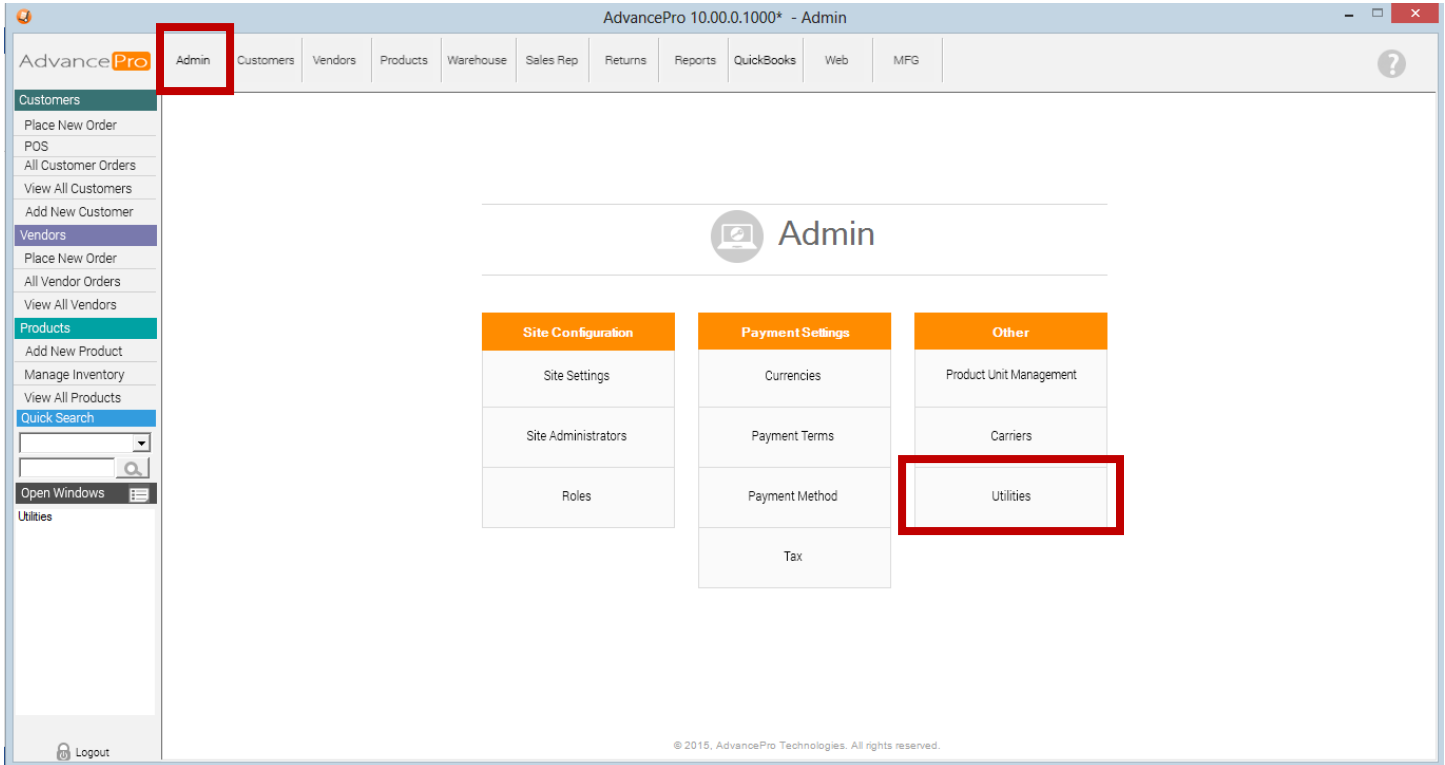 AdvancePro 10.00.0.1000* - Admin
AdvancePro
Admin
Customers
Vendors
Products
Warehouse
Sales Rep
Returns
Reports
QuickBooks
Web
MFG
?
Customers
Place New Order
POS
All Customer Orders
View All Customers
Add New Customer
Vendors
Place New Order
All Vendor Orders
View All Vendors
Products
Add New Product
Manage Inventory
View All Products
Quick Search
Open Windows
Utilities
Logout
Admin
Site Configuration
Site Settings
Site Administrators
Roles
Payment Settings
Currencies
Payment Terms
Payment Method
Tax
Other
Product Unit Management
Carriers
Utilities
© 2015, AdvancePro Technologies. All rights reserved.